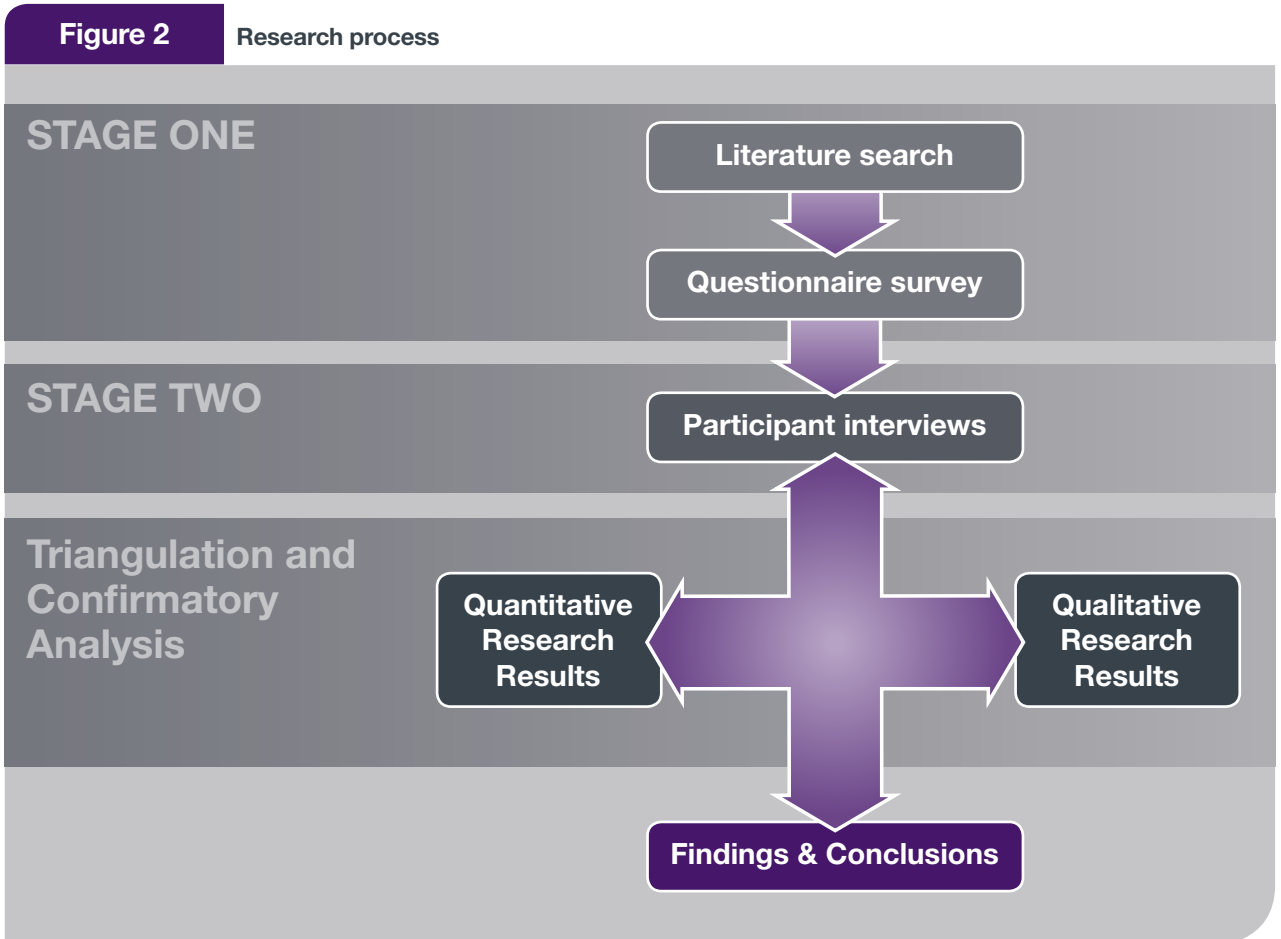 Figure 2
Research process
STAGE ONE
Literature search
Questionnaire survey
STAGE TWO
Participant interviews
Triangulation and
Confirmatory
Analysis
Quantitative
Research
Results
Qualitative
Research
Results
Findings & Conclusions